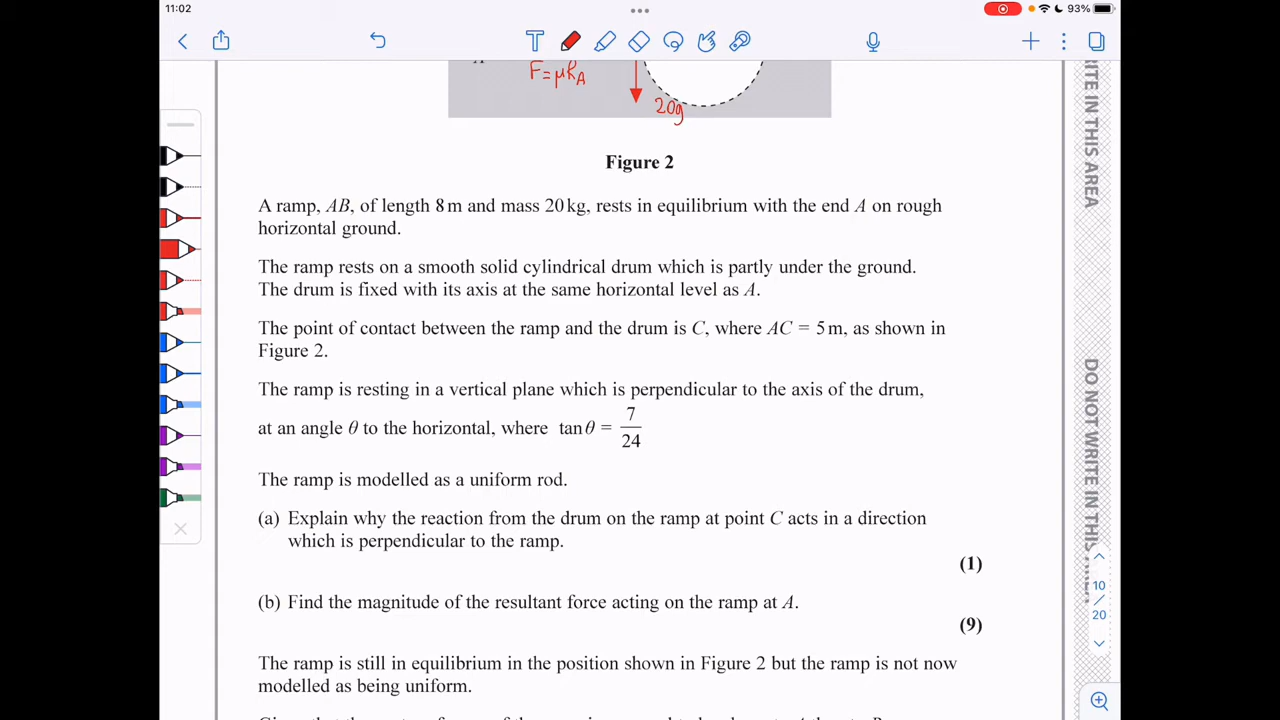 11:02
93%
F = μR_A
20g
Figure 2
A ramp, AB, of length 8 m and mass 20 kg, rests in equilibrium with the end A on rough
horizontal ground.
The ramp rests on a smooth solid cylindrical drum which is partly under the ground.
The drum is fixed with its axis at the same horizontal level as A.
The point of contact between the ramp and the drum is C, where AC = 5 m, as shown in
Figure 2.
The ramp is resting in a vertical plane which is perpendicular to the axis of the drum,
at an angle θ to the horizontal, where tan θ = 7/24
The ramp is modelled as a uniform rod.
(a) Explain why the reaction from the drum on the ramp at point C acts in a direction
which is perpendicular to the ramp.
(1)
(b) Find the magnitude of the resultant force acting on the ramp at A.
(9)
The ramp is still in equilibrium in the position shown in Figure 2 but the ramp is not now
modelled as being uniform.
RITE IN THIS AREA
DO NOT WRITE IN THIS
10
/
20